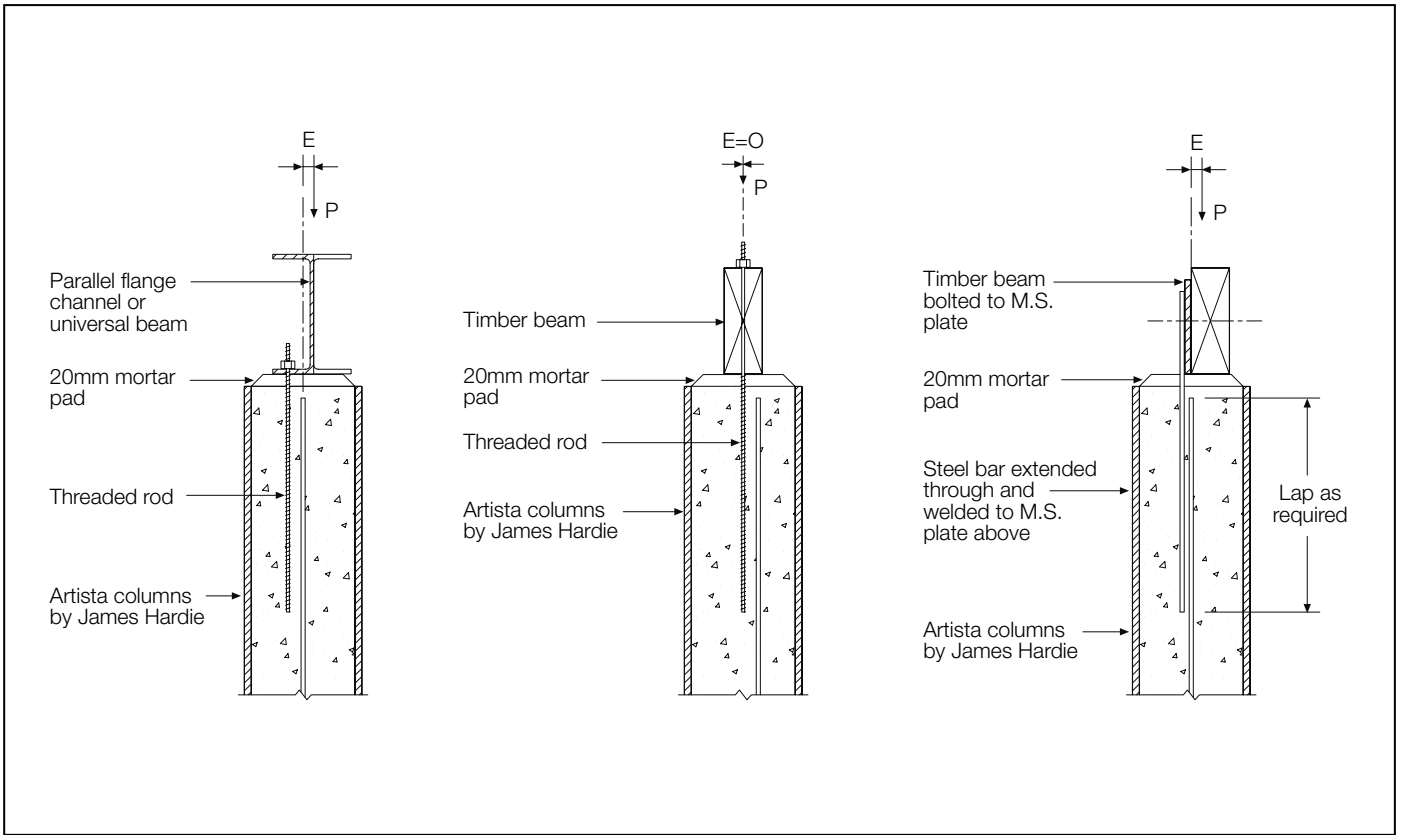 E
P
Parallel flange
channel or
universal beam
20mm mortar
pad
Threaded rod
Artista columns
by James Hardie
E=O
P
Timber beam
20mm mortar
pad
Threaded rod
Artista columns
by James Hardie
E
P
Timber beam
bolted to M.S.
plate
20mm mortar
pad
Steel bar extended
through and
welded to M.S.
plate above
Lap as
required
Artista columns
by James Hardie